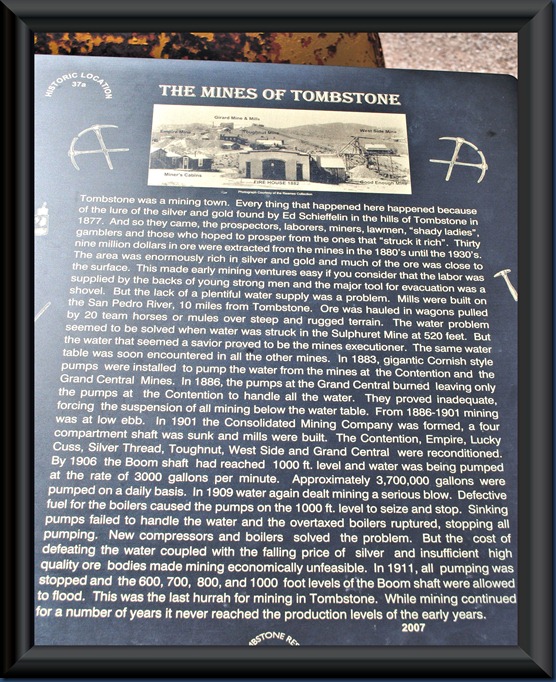 HISTORIC LOCATION
37a
THE MINES OF TOMBSTONE
Girard Mine & Mills
West Side Mine
Miner's Cabins
FIRE HOUSE 1882
Good Enough Mine
Tombstone was a mining town. Every thing that happened here happened because
of the lure of the silver and gold found by Ed Schieffelin in the hills of Tombstone in
1877. And so they came, the prospectors, laborers, miners, lawmen, "shady ladies",
gamblers and those who hoped to prosper from the ones that "struck it rich". Thirty
nine million dollars in ore were extracted from the mines in the 1880's until the 1930's.
The area was enormously rich in silver and gold and much of the ore was close to
the surface. This made early mining ventures easy if you consider that the labor was
supplied by the backs of young strong men and the major tool for evacuation was a
shovel. But the lack of a plentiful water supply was a problem. Mills were built on
the San Pedro River, 10 miles from Tombstone. Ore was hauled in wagons pulled
by 20 team horses or mules over steep and rugged terrain. The water problem
seemed to be solved when water was struck in the Sulphuret Mine at 520 feet. But
the water that seemed a savior proved to be the mines executioner. The same water
table was soon encountered in all the other mines. In 1883, gigantic Cornish style
pumps were installed to pump the water from the mines at the Contention and the
Grand Central Mines. In 1886, the pumps at the Grand Central burned leaving only
the pumps at the Contention to handle all the water. They proved inadequate,
forcing the suspension of all mining below the water table. From 1886-1901 mining
was at low ebb. In 1901 the Consolidated Mining Company was formed, a four
compartment shaft was sunk and mills were built. The Contention, Empire, Lucky
Cuss, Silver Thread, Toughnut, West Side and Grand Central were reconditioned.
By 1906 the Boom shaft had reached 1000 ft. level and water was being pumped
at the rate of 3000 gallons per minute. Approximately 3,700,000 gallons were
pumped on a daily basis. In 1909 water again dealt mining a serious blow. Defective
fuel for the boilers caused the pumps on the 1000 ft. level to seize and stop. Sinking
pumps failed to handle the water and the overtaxed boilers ruptured, stopping all
pumping. New compressors and boilers solved the problem. But the cost of
defeating the water coupled with the falling price of silver and insufficient high
quality ore bodies made mining economically unfeasible. In 1911, all pumping was
stopped and the 600, 700, 800, and 1000 foot levels of the Boom shaft were allowed
to flood. This was the last hurrah for mining in Tombstone. While mining continued
for a number of years it never reached the production levels of the early years.
2007